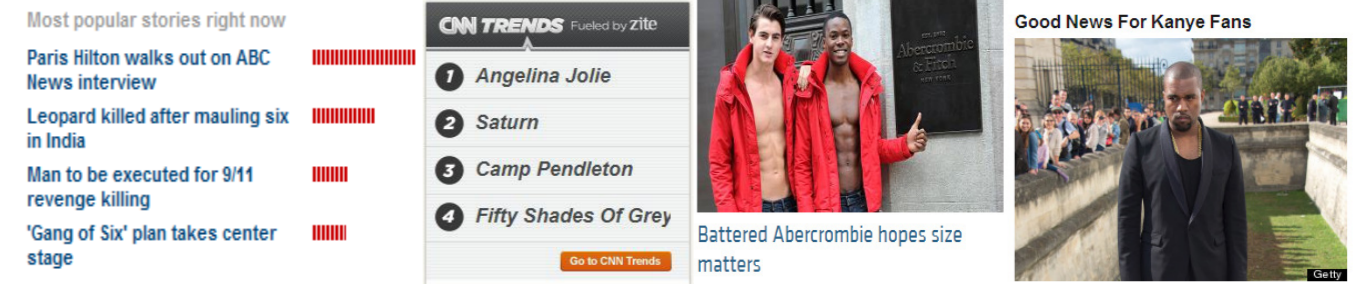 Most popular stories right now
Paris Hilton walks out on ABC
News interview
Leopard killed after mauling six
in India
Man to be executed for 9/11
revenge killing
'Gang of Six' plan takes center
stage
CNN TRENDS Fueled by zite
1 Angelina Jolie
2 Saturn
3 Camp Pendleton
4 Fifty Shades Of Grey
Go to CNN Trends
Abercrombie
& Fitch
NEW YORK
Battered Abercrombie hopes size
matters
Good News For Kanye Fans
Getty